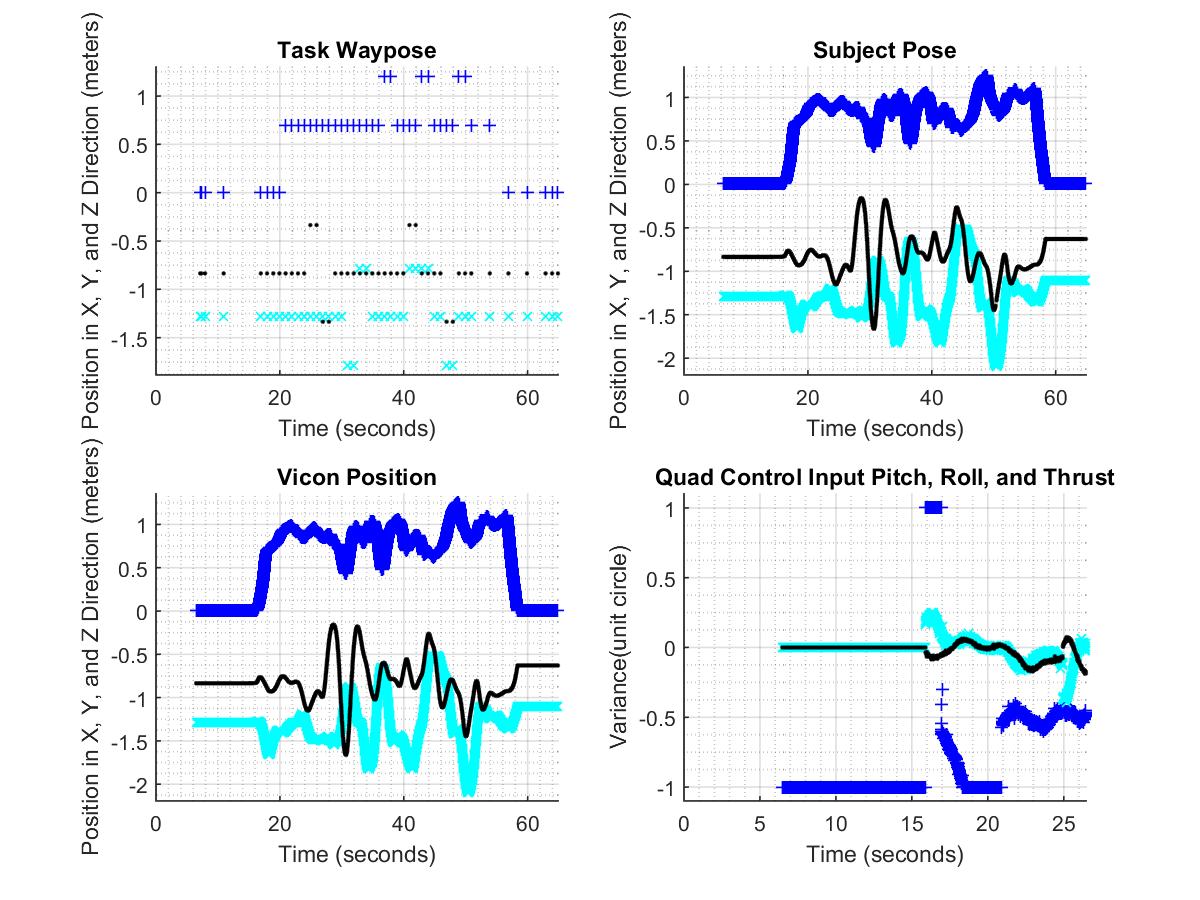 Task Waypose
Position in X, Y, and Z Direction (meters)
1
0.5
0
-0.5
-1
-1.5
0 20 40 60
Time (seconds)
Subject Pose
Position in X, Y, and Z Direction (meters)
1
0.5
0
-0.5
-1
-1.5
-2
0 20 40 60
Time (seconds)
Vicon Position
Position in X, Y, and Z Direction (meters)
1
0.5
0
-0.5
-1
-1.5
-2
0 20 40 60
Time (seconds)
Quad Control Input Pitch, Roll, and Thrust
Variance(unit circle)
1
0.5
0
-0.5
-1
0 5 10 15 20 25
Time (seconds)